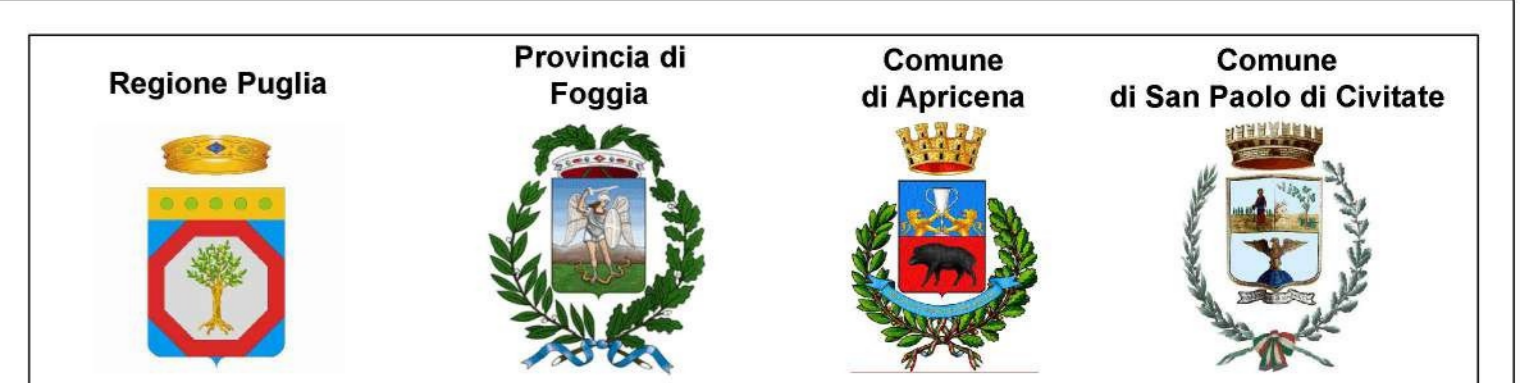 Regione Puglia
Provincia di
Foggia
Comune
di Apricena
Comune
di San Paolo di Civitate